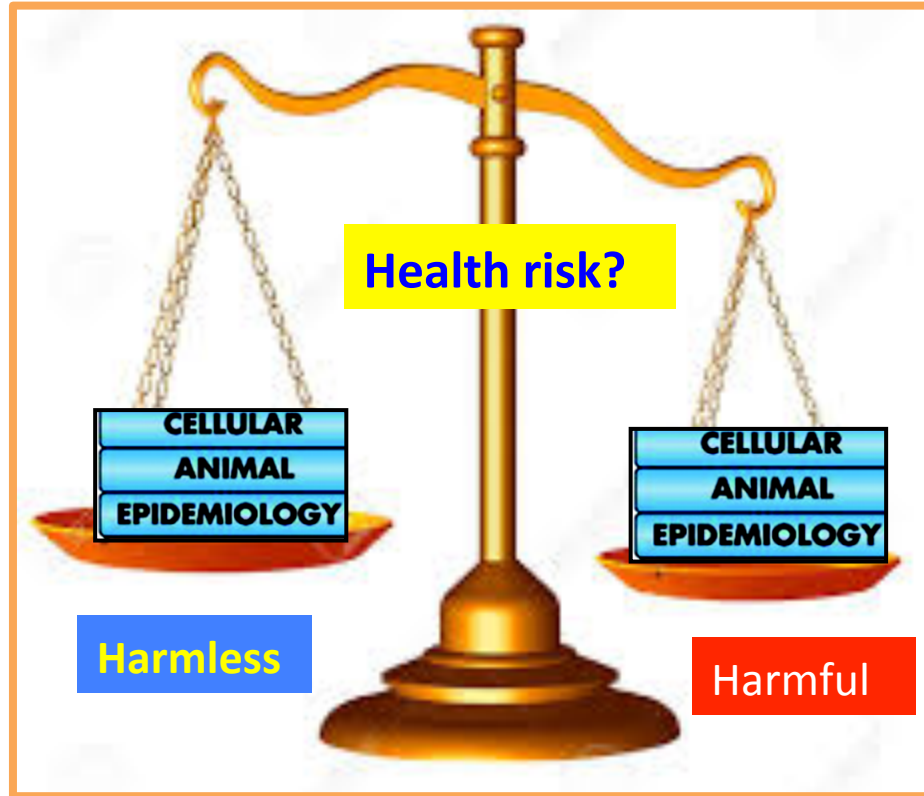 Health risk?
CELLULAR
ANIMAL
EPIDEMIOLOGY
CELLULAR
ANIMAL
EPIDEMIOLOGY
Harmless
Harmful